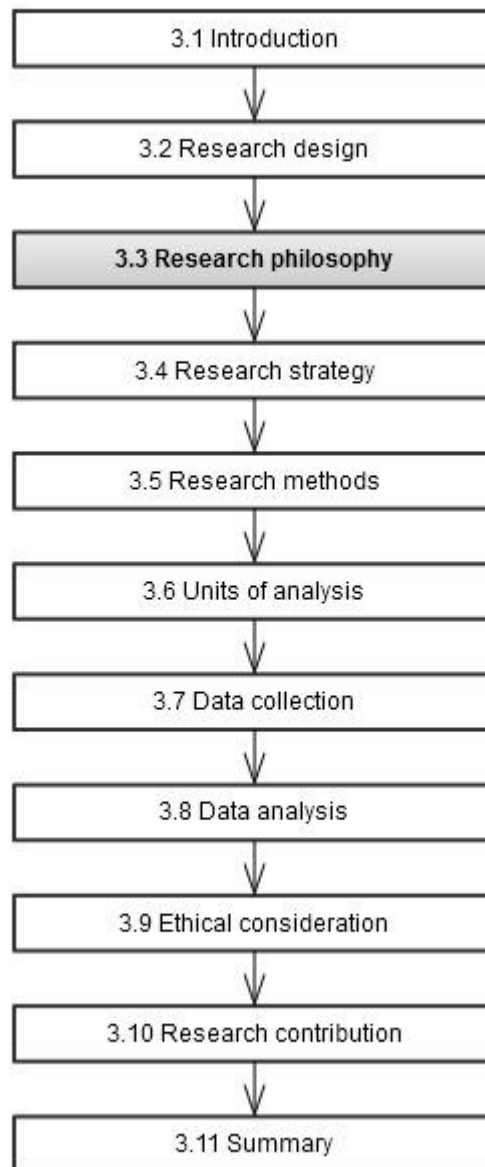 3.1 Introduction
3.2 Research design
3.3 Research philosophy
3.4 Research strategy
3.5 Research methods
3.6 Units of analysis
3.7 Data collection
3.8 Data analysis
3.9 Ethical consideration
3.10 Research contribution
3.11 Summary